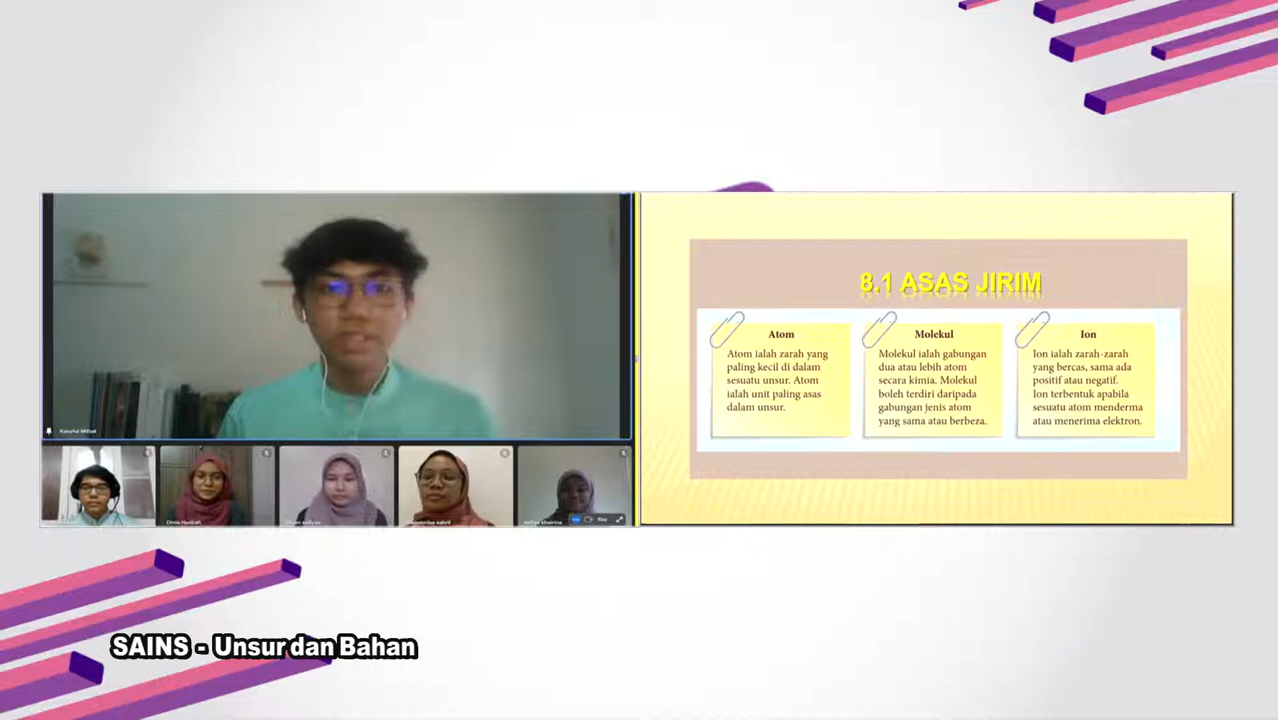 8.1 ASAS JIRIM
Atom
Atom ialah zarah yang
paling kecil di dalam
sesuatu unsur. Atom
ialah unit paling asas
dalam unsur.
Molekul
Molekul ialah gabungan
dua atau lebih atom
secara kimia. Molekul
boleh terdiri daripada
gabungan jenis atom
yang sama atau berbeza.
Ion
Ion ialah zarah-zarah
yang bercas, sama ada
positif atau negatif.
Ion terbentuk apabila
sesuatu atom menderma
atau menerima elektron.
You
SAINS - Unsur dan Bahan